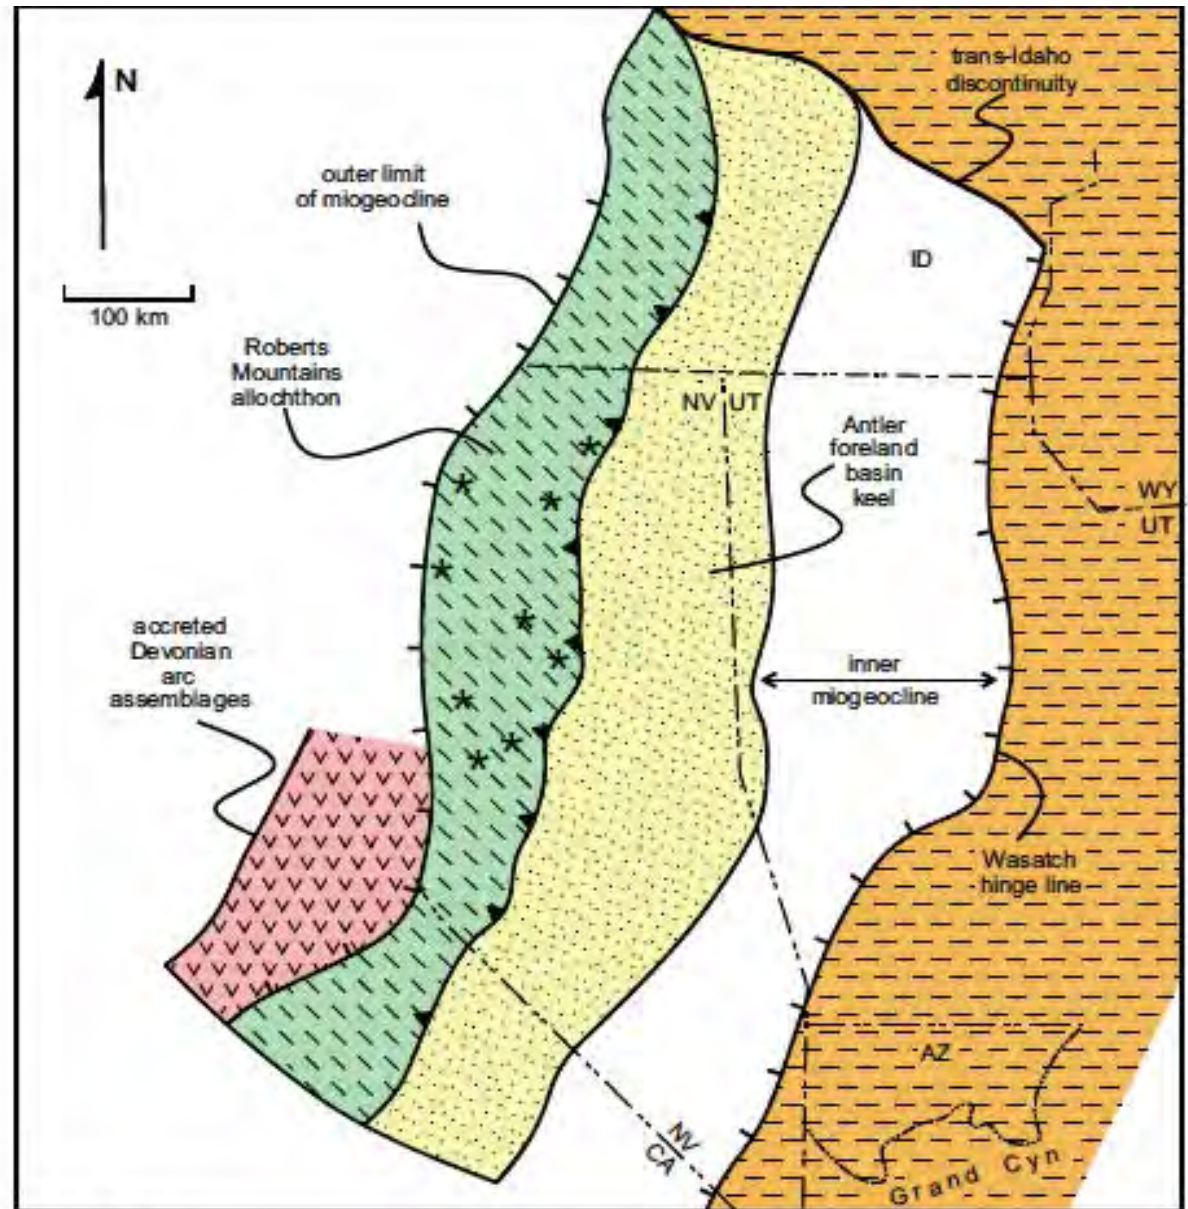 trans-Idaho
discontinuity
N
outer limit
of miogeocline
ID
100 km
Roberts
Mountains
allochthon
NV UT
Antler
foreland
basin
keel
WY
UT
accreted
Devonian
arc
assemblages
inner
miogeocline
Wasatch
hinge line
AZ
NV
CA
Grand Cyn